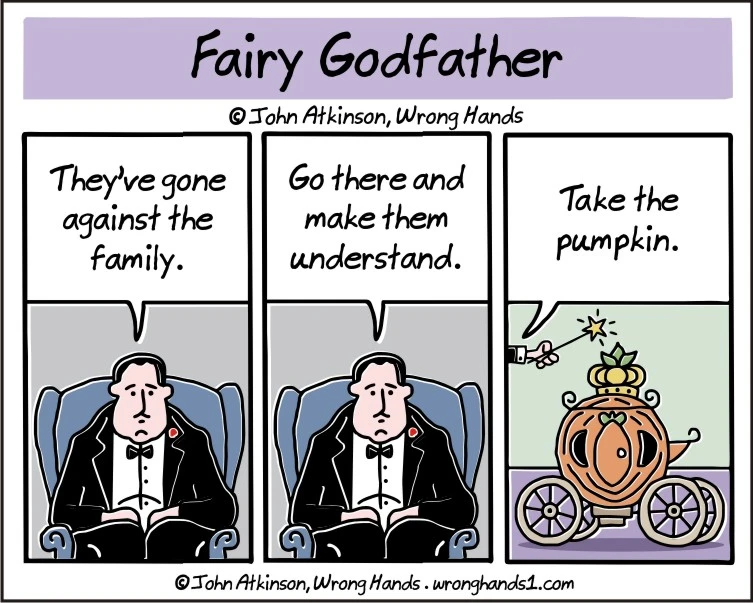 Fairy Godfather
© John Atkinson, Wrong Hands
They've gone
against the
family.
Go there and
make them
understand.
Take the
pumpkin.
© John Atkinson, Wrong Hands . wronghands1.com